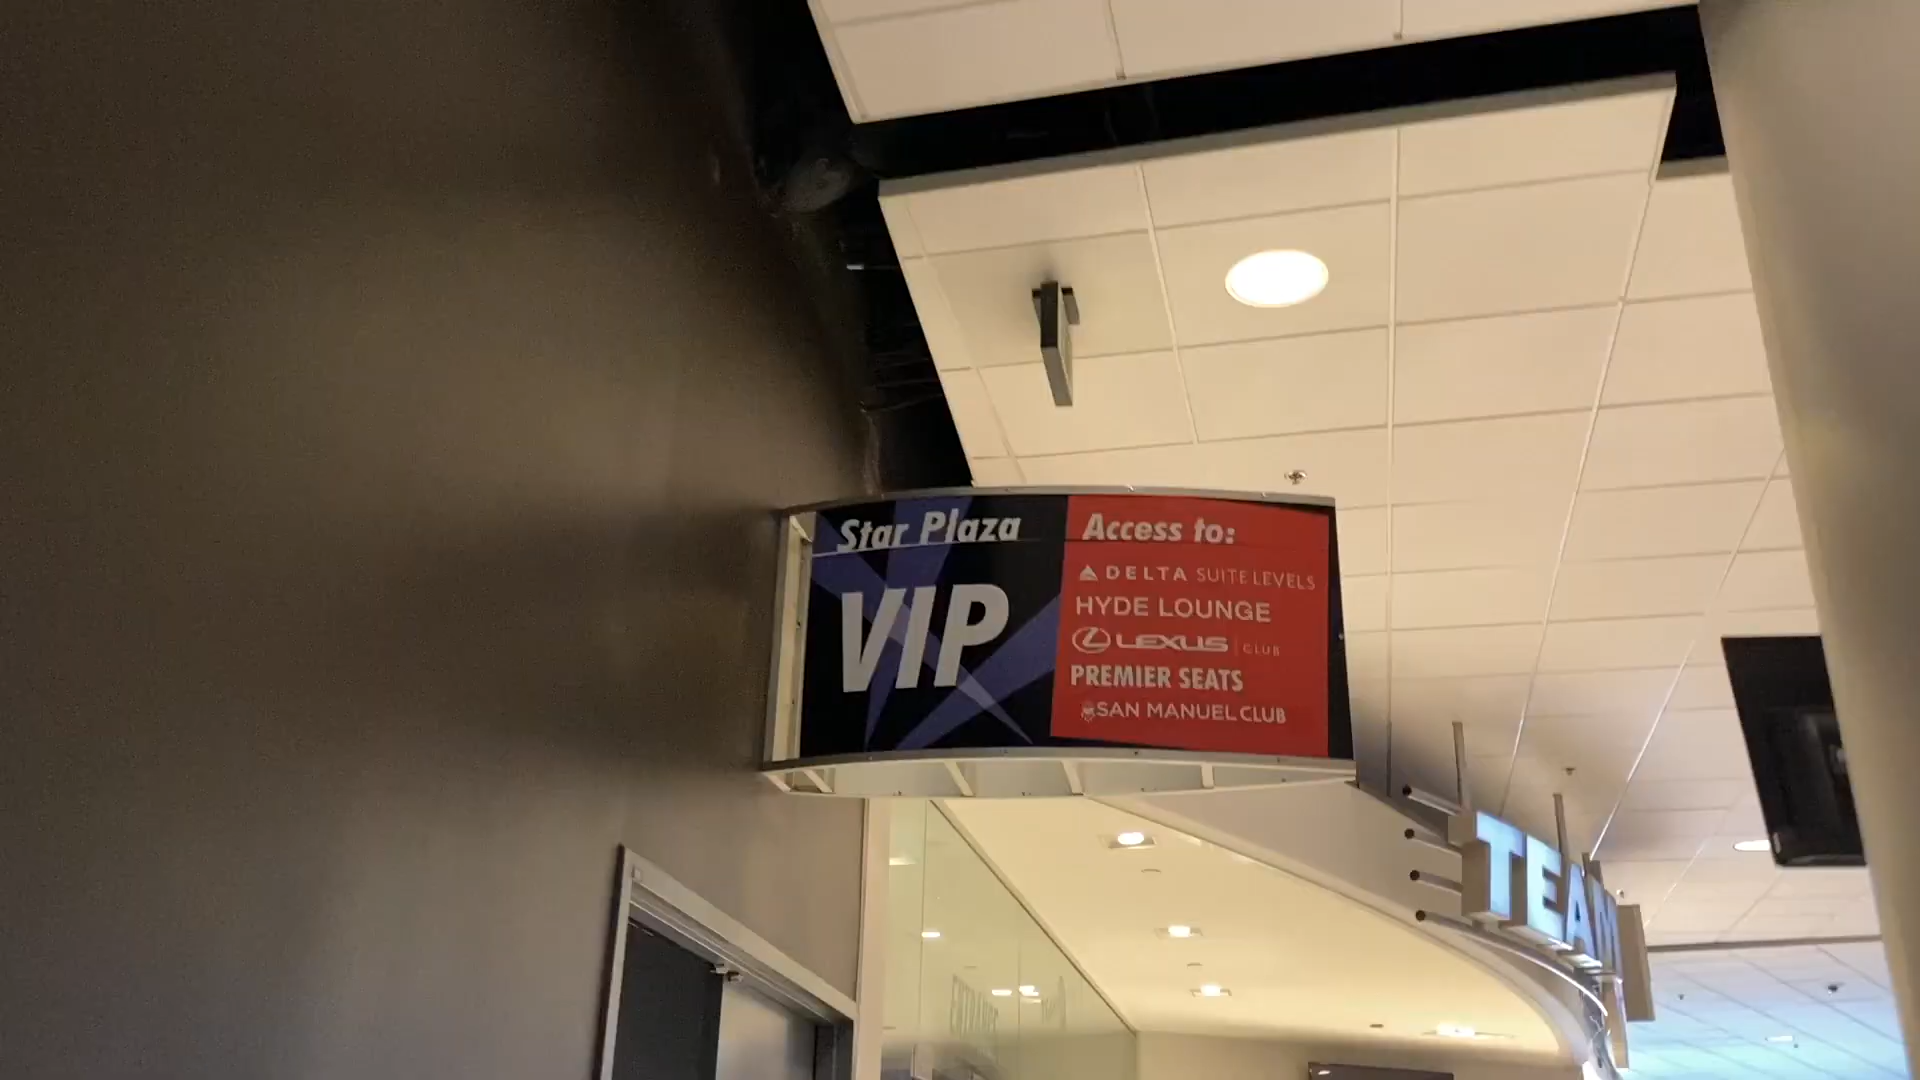 Star Plaza
VIP
Access to:
DELTA SUITE LEVELS
HYDE LOUNGE
LEXUS | CLUB
PREMIER SEATS
SAN MANUEL CLUB
TEAM